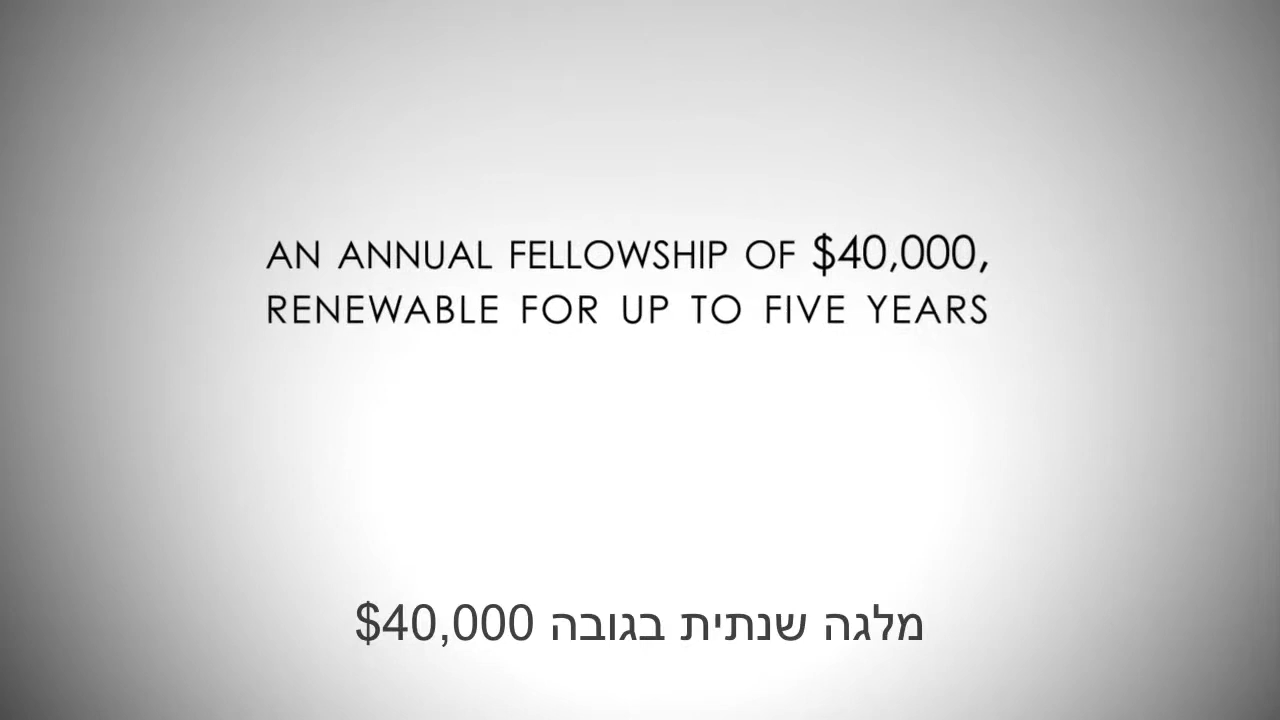 AN ANNUAL FELLOWSHIP OF $40,000,
RENEWABLE FOR UP TO FIVE YEARS
מלגה שנתית בגובה $40,000